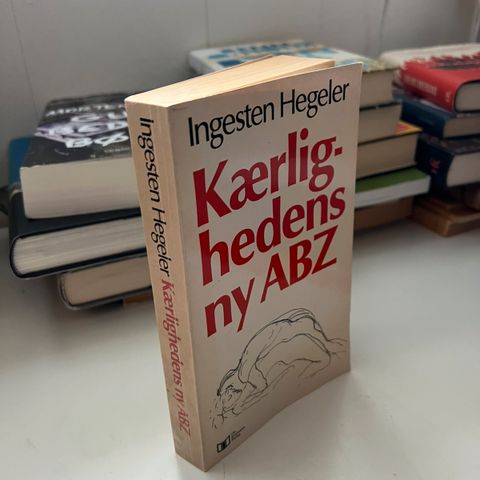 Ingesten Hegeler
Kærlig-
hedens
ny ABZ
Ingesten Hegeler Kærlighedens ny ABZ